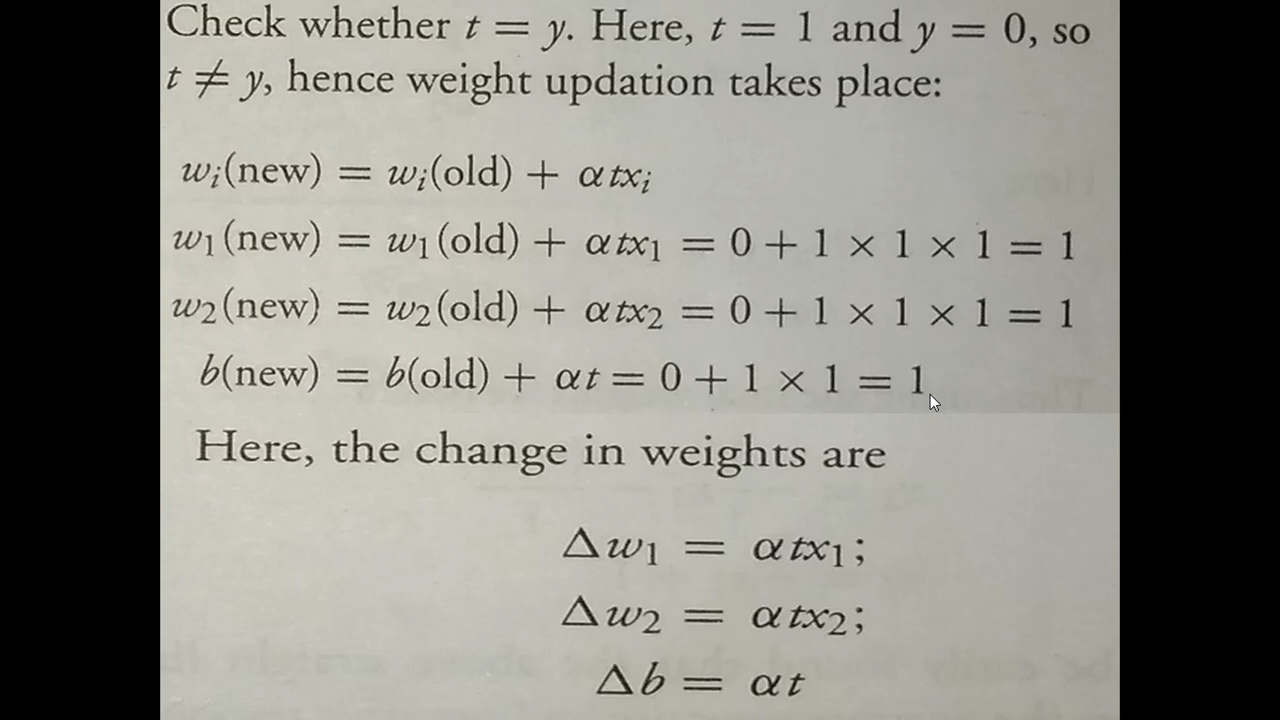 Check whether t = y. Here, t = 1 and y = 0, so
t ≠ y, hence weight updation takes place:
wᵢ(new) = wᵢ(old) + αtxᵢ
w₁(new) = w₁(old) + αtx₁ = 0 + 1 × 1 × 1 = 1
w₂(new) = w₂(old) + αtx₂ = 0 + 1 × 1 × 1 = 1
b(new) = b(old) + αt = 0 + 1 × 1 = 1
Here, the change in weights are
Δw₁ = αtx₁;
Δw₂ = αtx₂;
Δb = αt